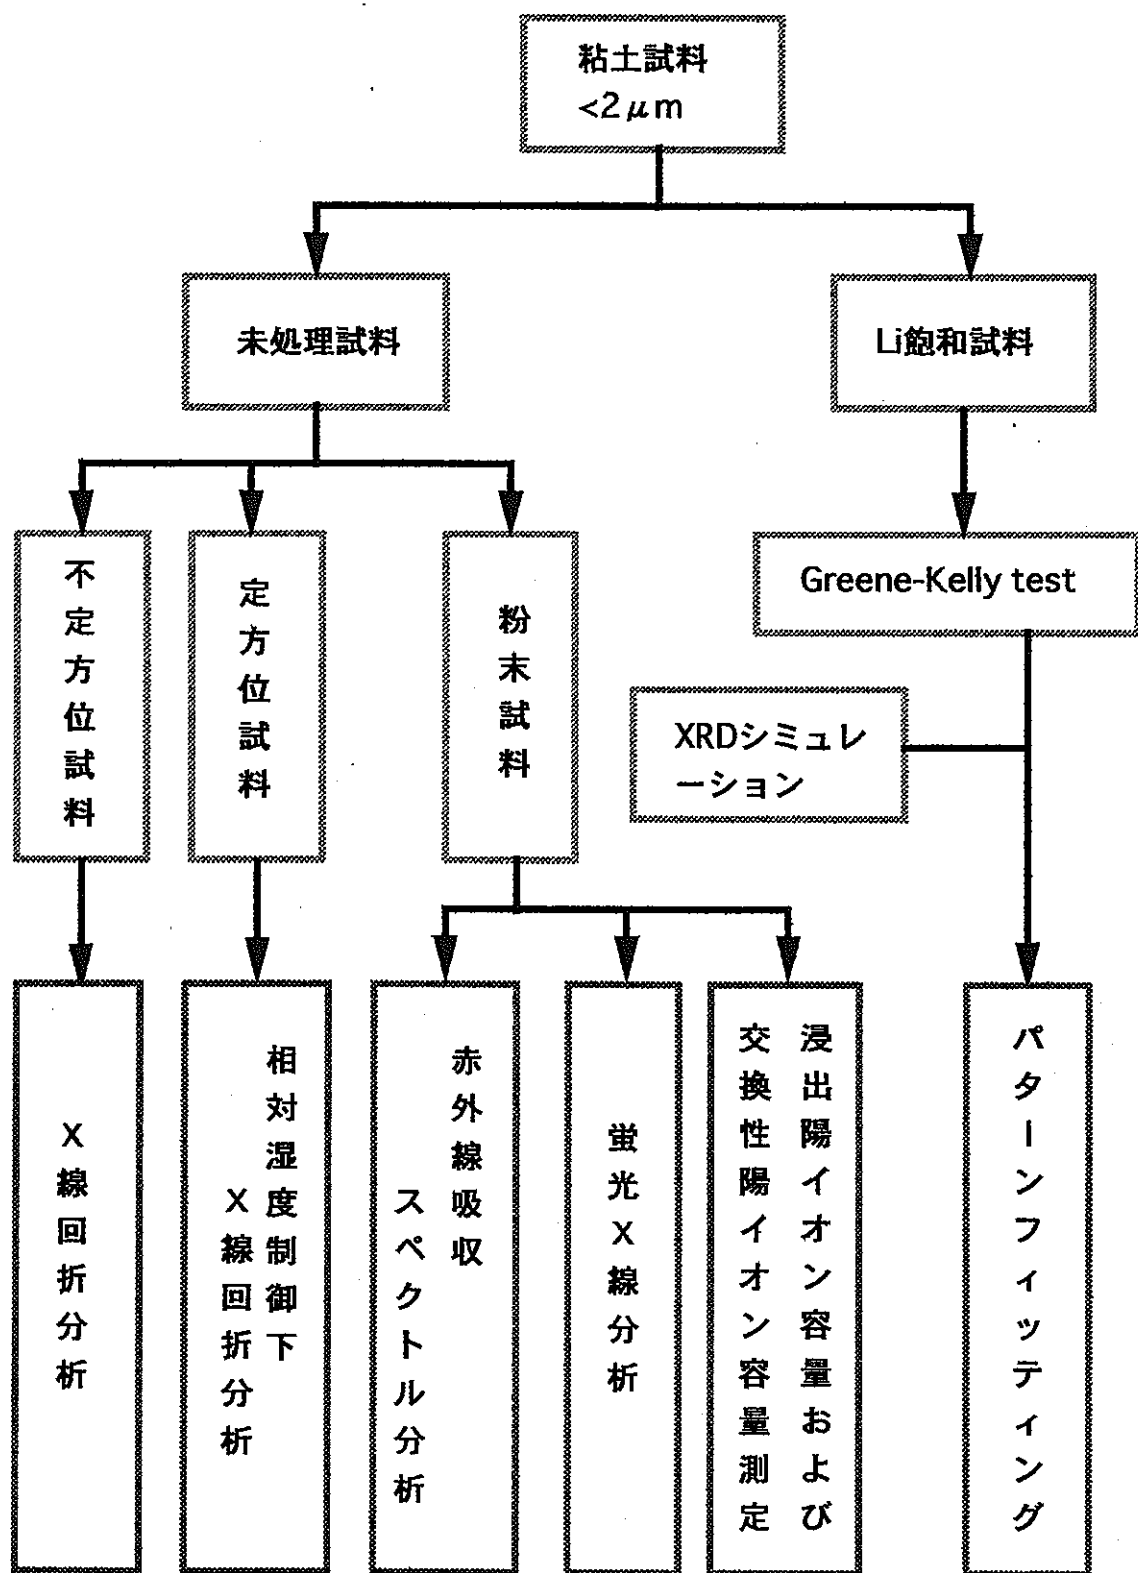 粘土試料
<2μm
未処理試料
Li飽和試料
不定方位試料
定方位試料
粉末試料
Greene-Kelly test
XRDシミュレ
ーション
X線回折分析
相対湿度制御下
X線回折分析
赤外線吸収
スペクトル分析
蛍光X線分析
浸出陽イオン容量および
交換性陽イオン容量測定
パターンフィッティング